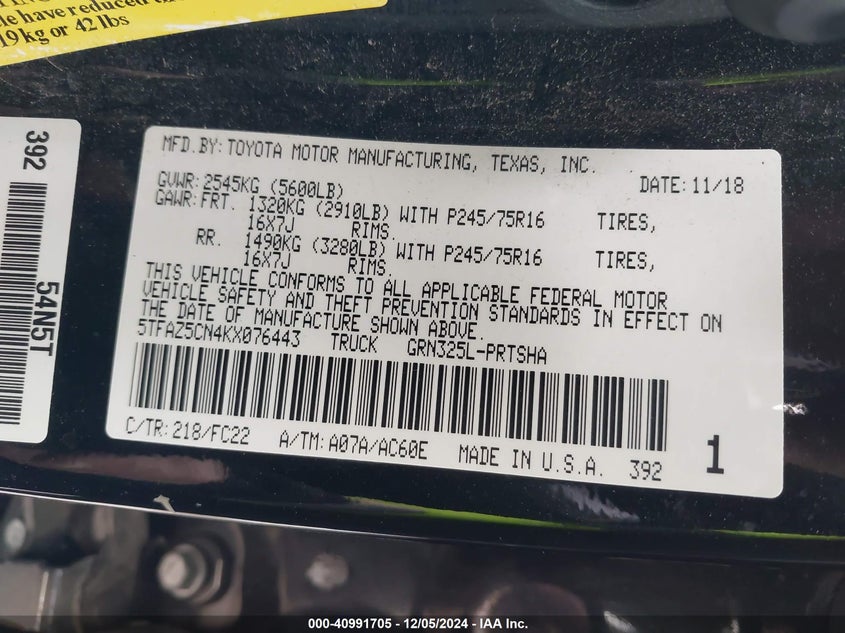 le have reduced
19kg or 42 lbs
392
54N5T
MFD.BY:TOYOTA MOTOR MANUFACTURING, TEXAS, INC.
GVWR:2545KG (5600LB) DATE:11/18
GAWR:FRT. 1320KG (2910LB) WITH P245/75R16 TIRES,
16X7J RIMS.
RR. 1490KG (3280LB) WITH P245/75R16 TIRES,
16X7J RIMS.
THIS VEHICLE CONFORMS TO ALL APPLICABLE FEDERAL MOTOR
VEHICLE SAFETY AND THEFT PREVENTION STANDARDS IN EFFECT ON
THE DATE OF MANUFACTURE SHOWN ABOVE.
5TFAZ5CN4KX076443 TRUCK GRN325L-PRTSHA
C/TR:218/FC22 A/TM:A07A/AC60E MADE IN U.S.A. 392 1
000-40991705 - 12/05/2024 - IAA Inc.